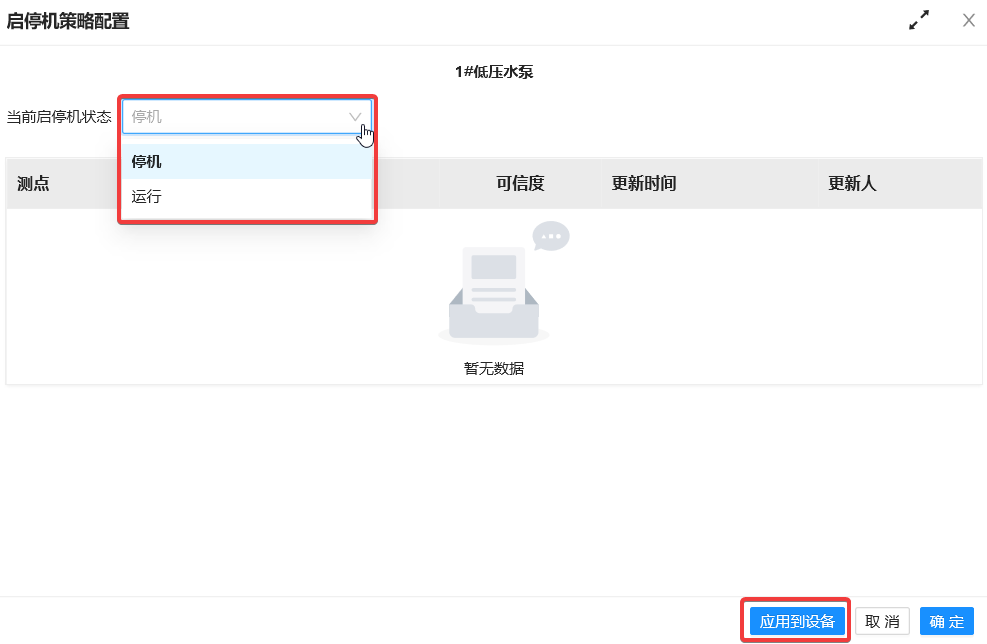 启停机策略配置
1#低压水泵
当前启停机状态 停机
停机
运行
测点 可信度 更新时间 更新人
暂无数据
应用到设备 取 消 确 定